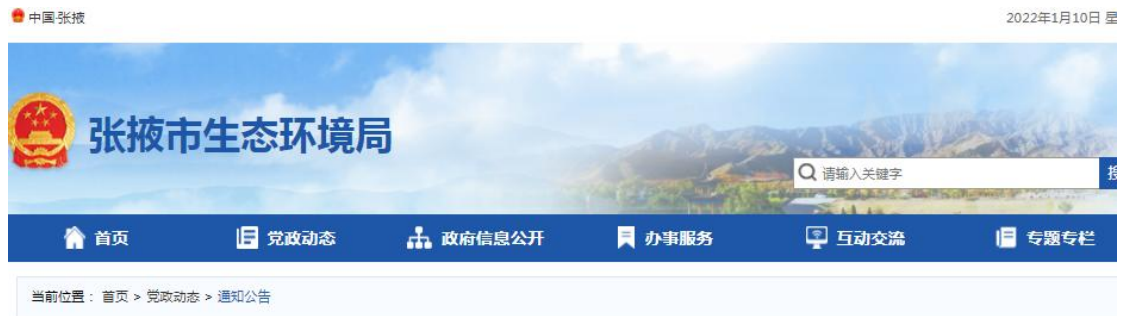 中国·张掖
2022年1月10日 星
张掖市生态环境局
请输入关键字
搜
首页 党政动态 政府信息公开 办事服务 互动交流 专题专栏
当前位置： 首页 > 党政动态 > 通知公告